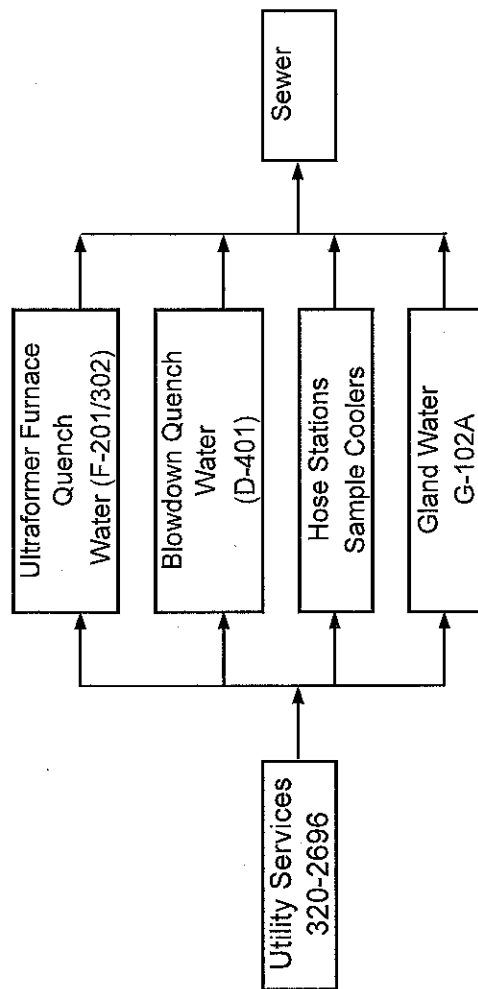 Utility Services
320-2696
Ultraformer Furnace
Quench
Water (F-201/302)
Blowdown Quench
Water
(D-401)
Hose Stations
Sample Coolers
Gland Water
G-102A
Sewer